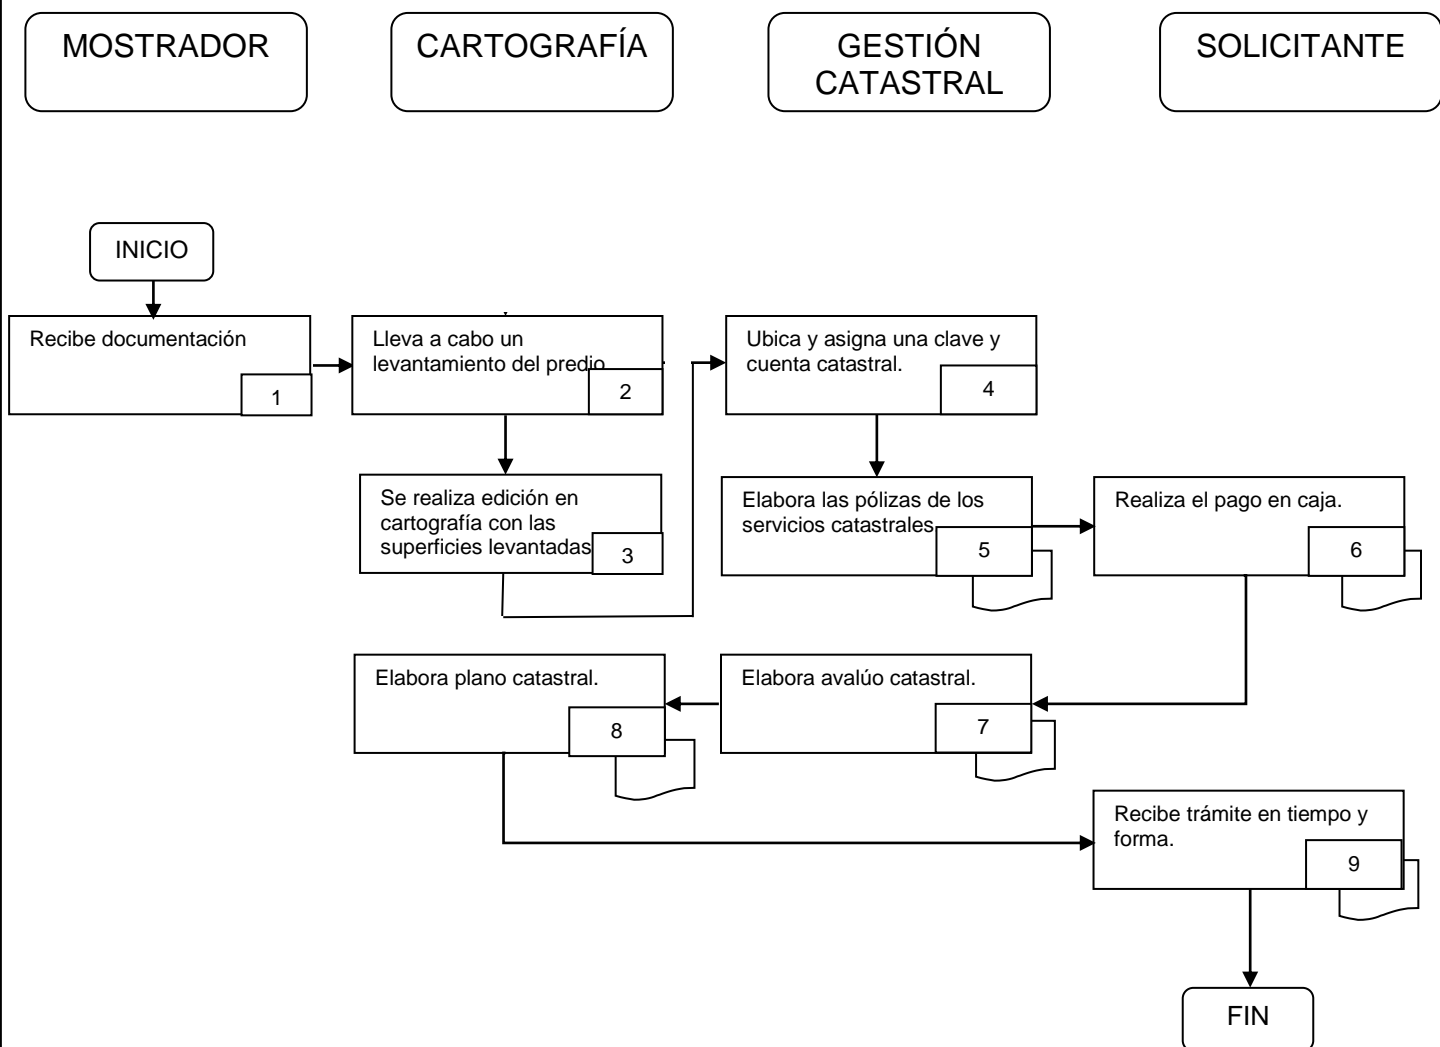 MOSTRADOR
CARTOGRAFÍA
GESTIÓN
CATASTRAL
SOLICITANTE
INICIO
Recibe documentación
1
Lleva a cabo un
levantamiento del predio
2
Ubica y asigna una clave y
cuenta catastral.
4
Se realiza edición en
cartografía con las
superficies levantadas
3
Elabora las pólizas de los
servicios catastrales
5
Realiza el pago en caja.
6
Elabora plano catastral.
8
Elabora avalúo catastral.
7
Recibe trámite en tiempo y
forma.
9
FIN